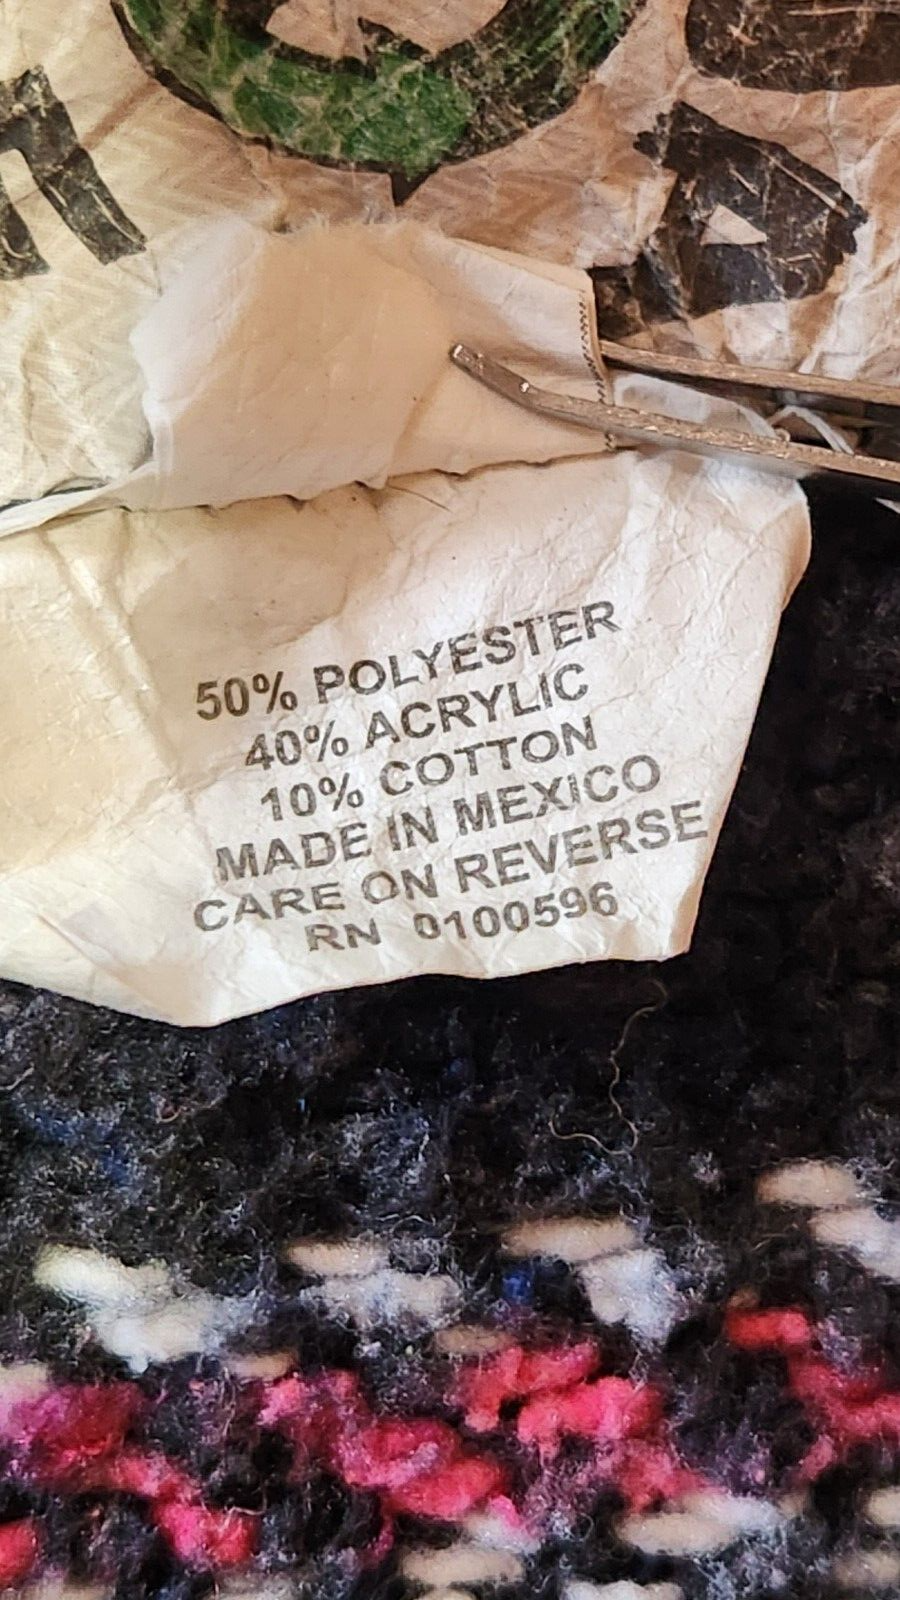 50% POLYESTER
40% ACRYLIC
10% COTTON
MADE IN MEXICO
CARE ON REVERSE
RN 0100596